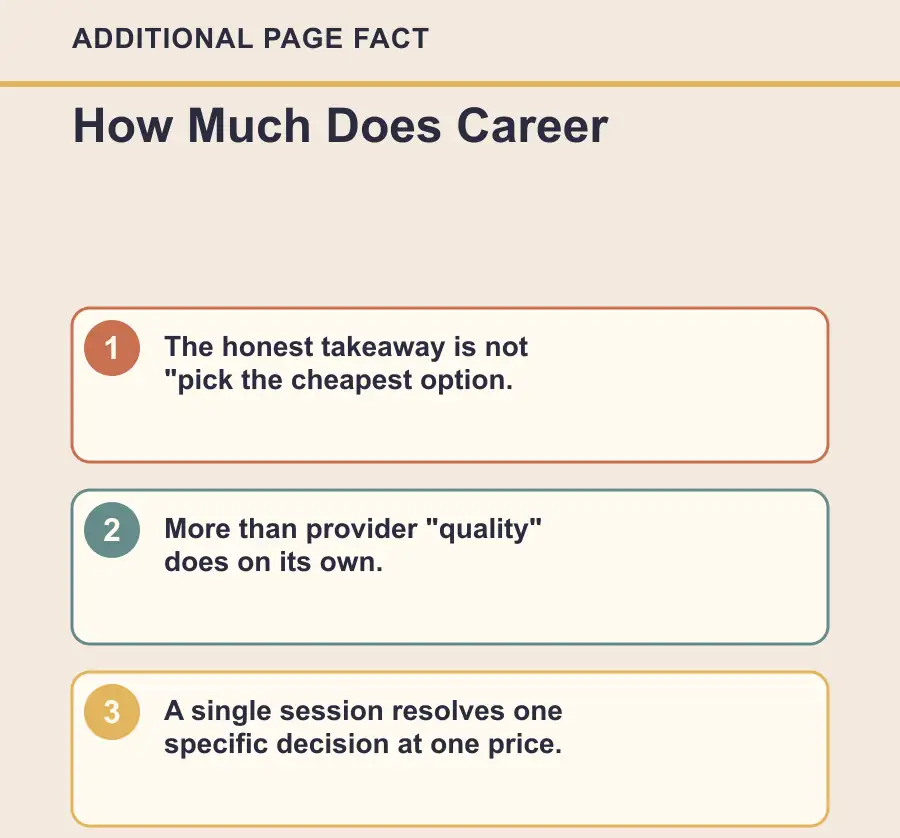 ADDITIONAL PAGE FACT
How Much Does Career
1
The honest takeaway is not
"pick the cheapest option.
2
More than provider "quality"
does on its own.
3
A single session resolves one
specific decision at one price.